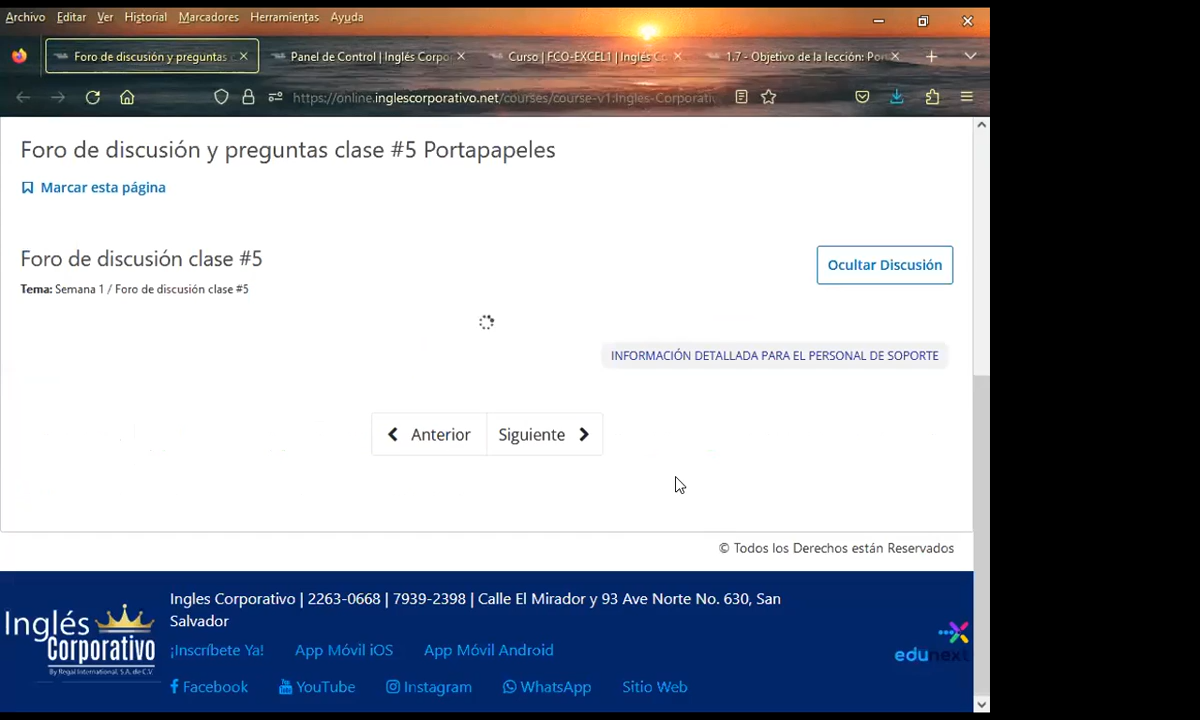 Archivo Editar Ver Historial Marcadores Herramientas Ayuda
Foro de discusión y preguntas
Panel de Control | Inglés Corpo
Curso | FCO-EXCEL1 | Inglés Co
1.7 - Objetivo de la lección: Por
https://online.inglescorporativo.net/courses/course-v1:Ingles-Corporati
Foro de discusión y preguntas clase #5 Portapapeles
Marcar esta página
Foro de discusión clase #5
Ocultar Discusión
Tema: Semana 1 / Foro de discusión clase #5
INFORMACIÓN DETALLADA PARA EL PERSONAL DE SOPORTE
Anterior Siguiente
© Todos los Derechos están Reservados
Ingles Corporativo | 2263-0668 | 7939-2398 | Calle El Mirador y 93 Ave Norte No. 630, San
Salvador
Inglés
Corporativo
By Regal International, S.A. de C.V.
¡Inscríbete Ya! App Móvil iOS App Móvil Android
edunext
Facebook YouTube Instagram WhatsApp Sitio Web